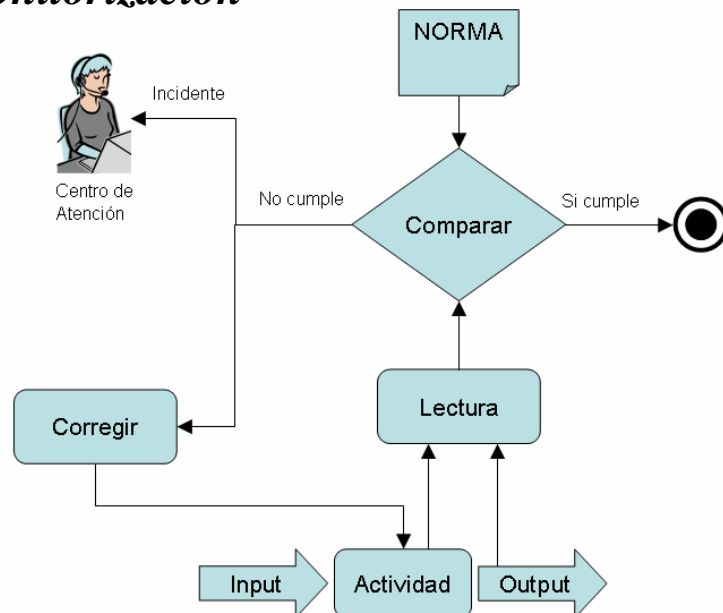 NORMA
Incidente
Centro de
Atención
No cumple
Comparar
Si cumple
Lectura
Corregir
Input
Actividad
Output